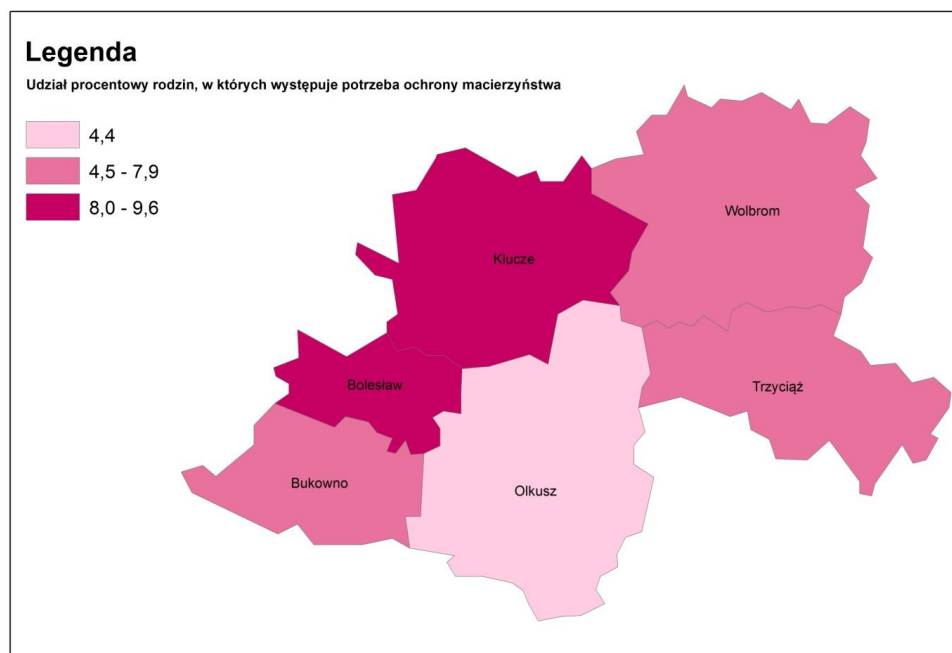 Legenda
Udział procentowy rodzin, w których występuje potrzeba ochrony macierzyństwa
4,4
4,5 - 7,9
8,0 - 9,6
Wolbrom
Klucze
Bolesław
Trzyciąż
Bukowno
Olkusz